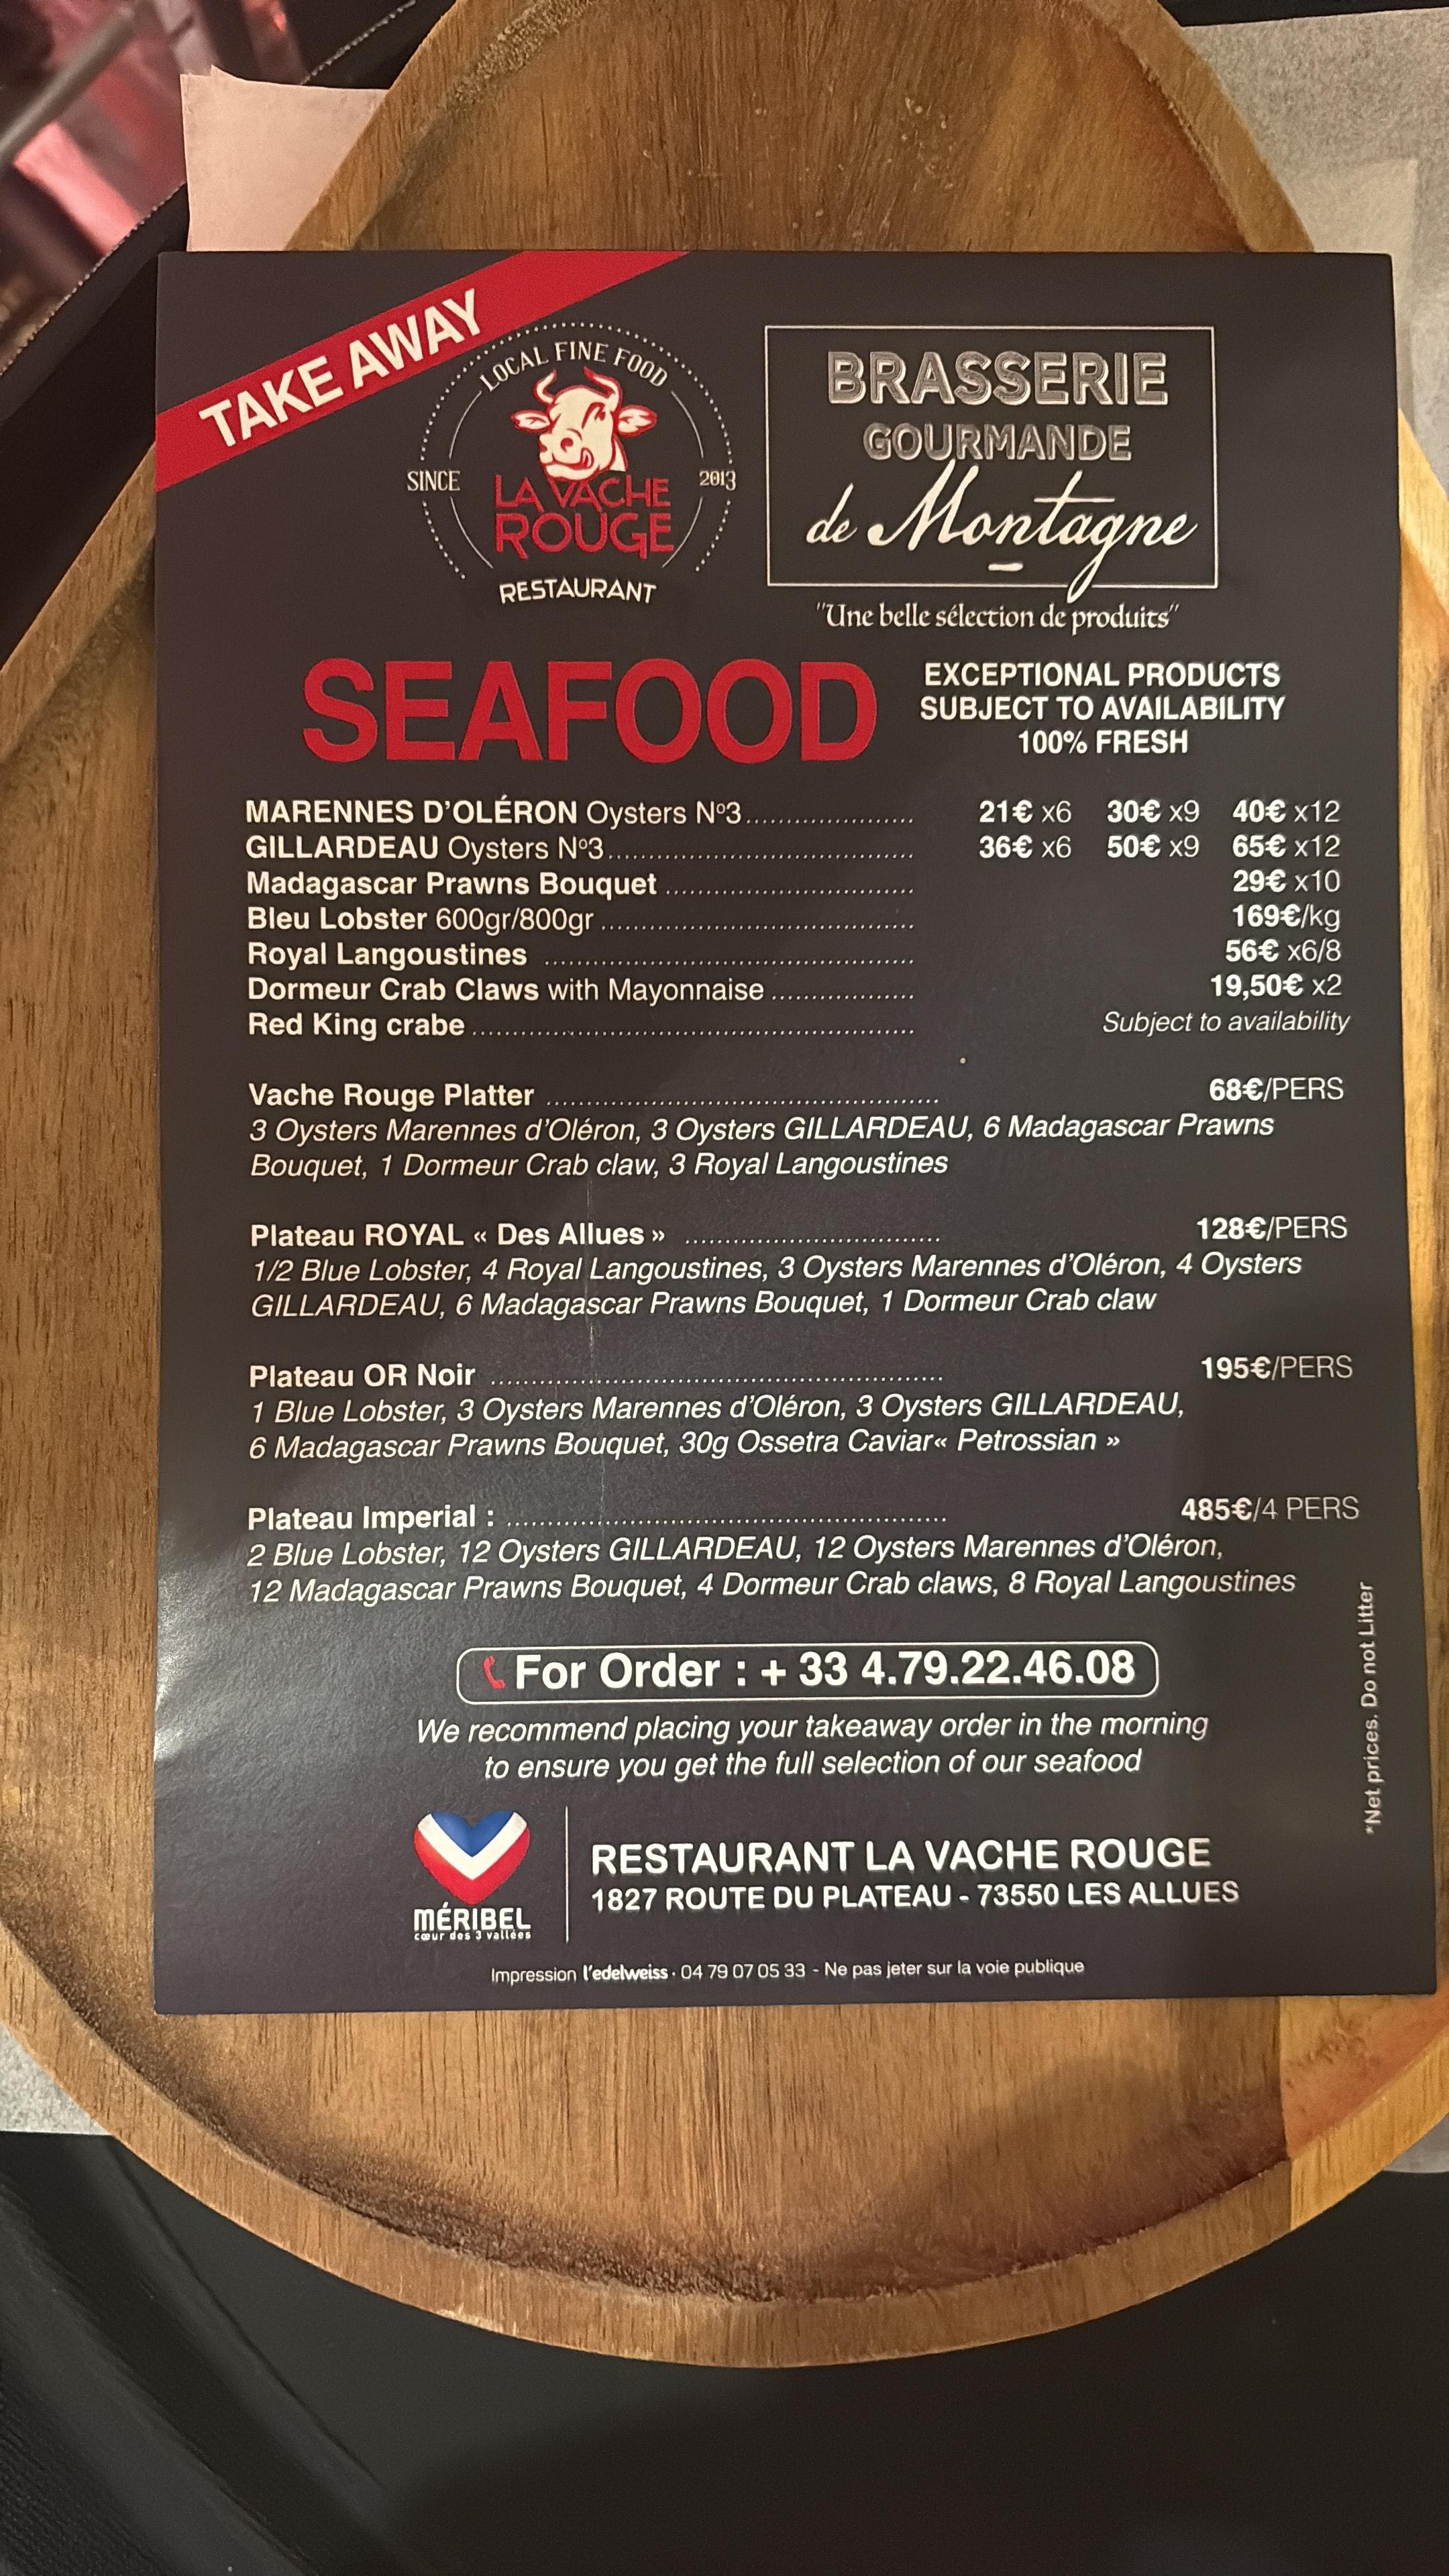 TAKE AWAY
LOCAL FINE FOOD
SINCE 2013
LA VACHE
ROUGE
RESTAURANT
BRASSERIE
GOURMANDE
de Montagne
"Une belle sélection de produits"
SEAFOOD
EXCEPTIONAL PRODUCTS
SUBJECT TO AVAILABILITY
100% FRESH
MARENNES D'OLÉRON Oysters Nº3.................... 21€ x6 30€ x9 40€ x12
GILLARDEAU Oysters Nº3.................................... 36€ x6 50€ x9 65€ x12
Madagascar Prawns Bouquet ............................. 29€ x10
Bleu Lobster 600gr/800gr ..................................... 169€/kg
Royal Langoustines ............................................ 56€ x6/8
Dormeur Crab Claws with Mayonnaise ................. 19,50€ x2
Red King crabe ..................................................... Subject to availability
Vache Rouge Platter ............................................... 68€/PERS
3 Oysters Marennes d'Oléron, 3 Oysters GILLARDEAU, 6 Madagascar Prawns
Bouquet, 1 Dormeur Crab claw, 3 Royal Langoustines
Plateau ROYAL « Des Allues » ............................... 128€/PERS
1/2 Blue Lobster, 4 Royal Langoustines, 3 Oysters Marennes d'Oléron, 4 Oysters
GILLARDEAU, 6 Madagascar Prawns Bouquet, 1 Dormeur Crab claw
Plateau OR Noir ...................................................... 195€/PERS
1 Blue Lobster, 3 Oysters Marennes d'Oléron, 3 Oysters GILLARDEAU,
6 Madagascar Prawns Bouquet, 30g Ossetra Caviar« Petrossian »
Plateau Imperial : ..................................................... 485€/4 PERS
2 Blue Lobster, 12 Oysters GILLARDEAU, 12 Oysters Marennes d'Oléron,
12 Madagascar Prawns Bouquet, 4 Dormeur Crab claws, 8 Royal Langoustines
For Order : + 33 4.79.22.46.08
We recommend placing your takeaway order in the morning
to ensure you get the full selection of our seafood
*Net prices. Do not Litter
MÉRIBEL
cœur des 3 vallées
RESTAURANT LA VACHE ROUGE
1827 ROUTE DU PLATEAU - 73550 LES ALLUES
Impression l'edelweiss · 04 79 07 05 33 - Ne pas jeter sur la voie publique